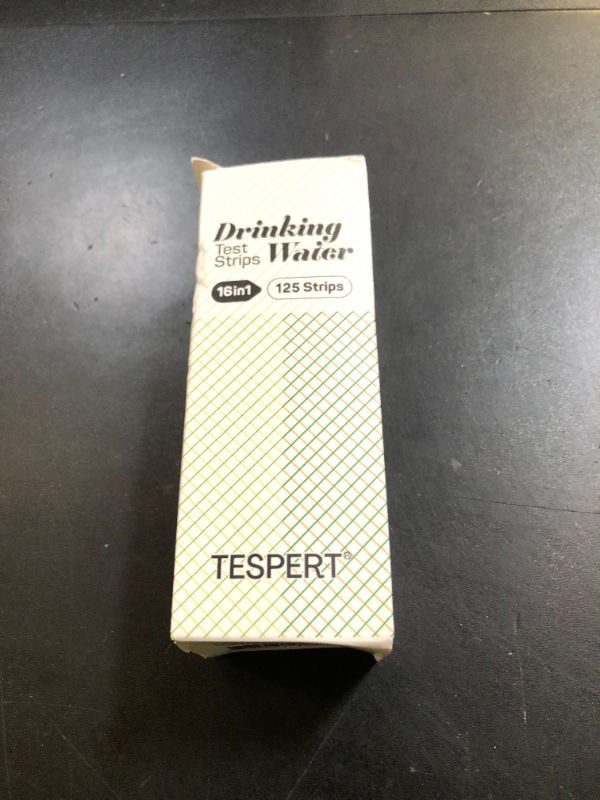 Drinking
Test Strips Water
16in1 125 Strips
TESPERT®